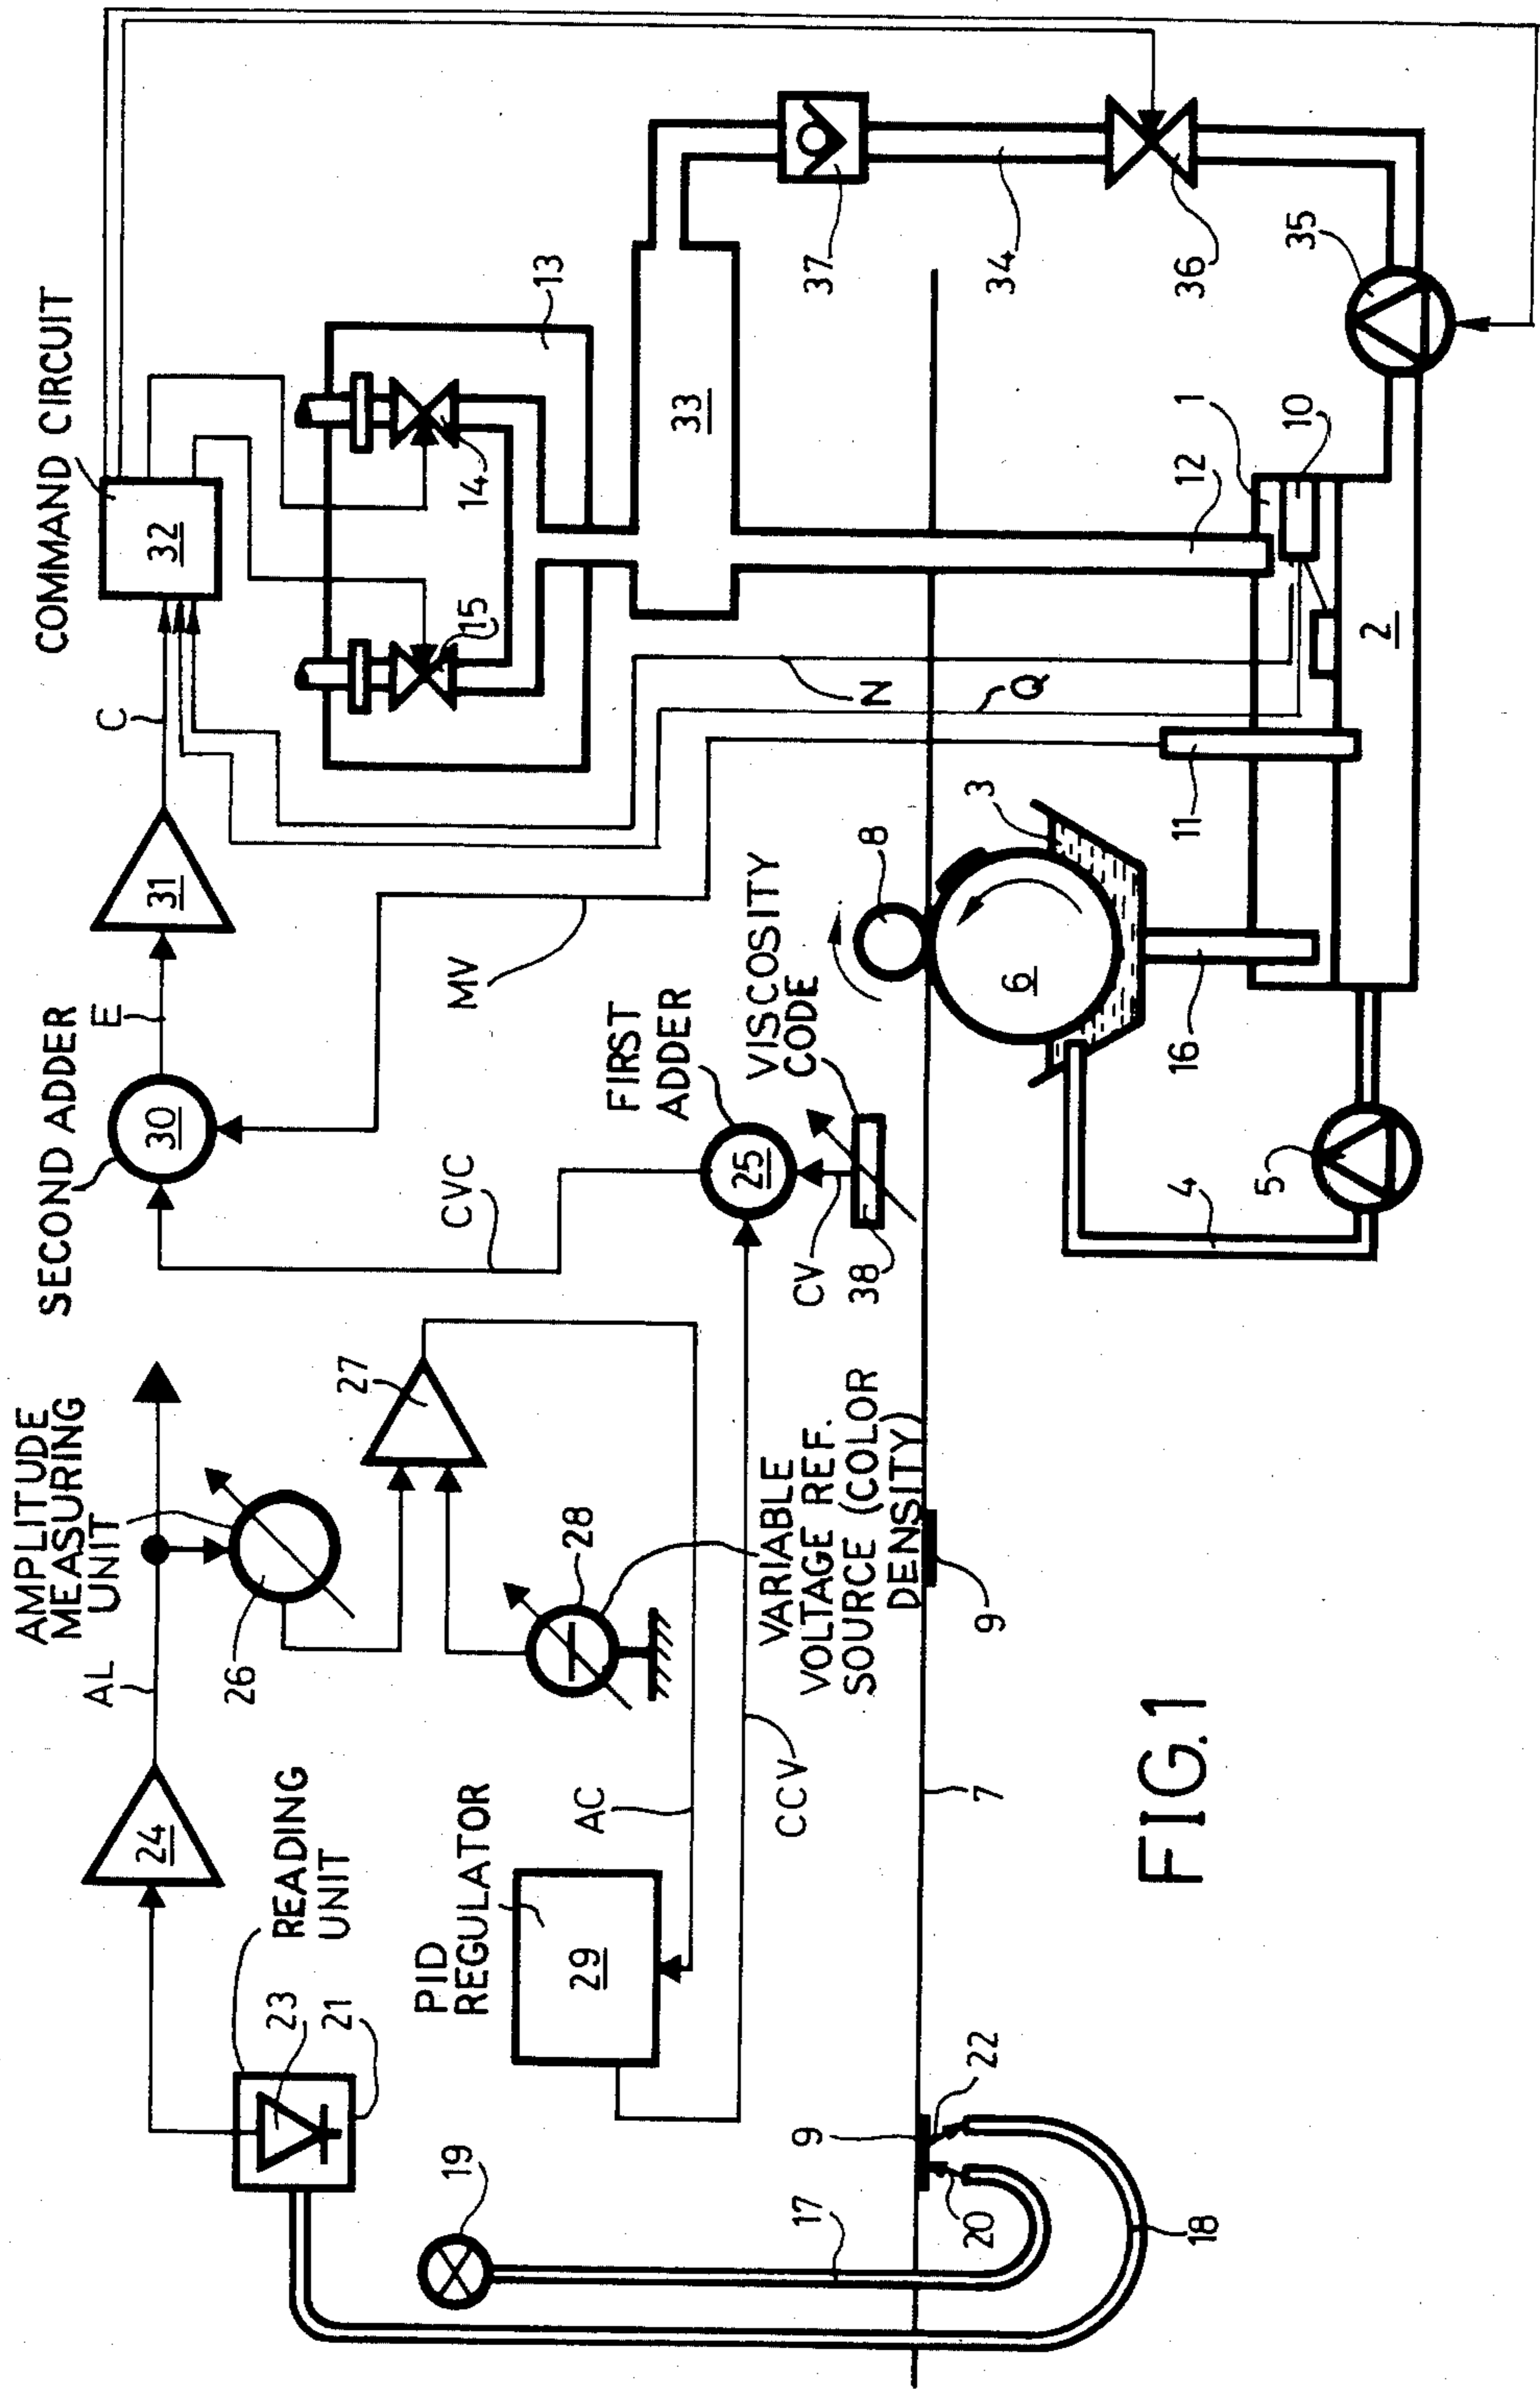 COMMAND CIRCUIT
SECOND ADDER
AMPLITUDE
MEASURING
UNIT
AL
E
C
24
30
31
32
READING
UNIT
23
21
26
27
28
13
14
15
PID
REGULATOR
29
AC
CCV
CVC
MV
FIRST
ADDER
25
VISCOSITY
CODE
CV
38
VARIABLE
VOLTAGE REF.
SOURCE (COLOR
DENSITY)
33
37
34
36
35
N
Q
19
17
9
22
20
18
7
9
8
6
3
16
11
12
1
10
2
4
5
FIG.1